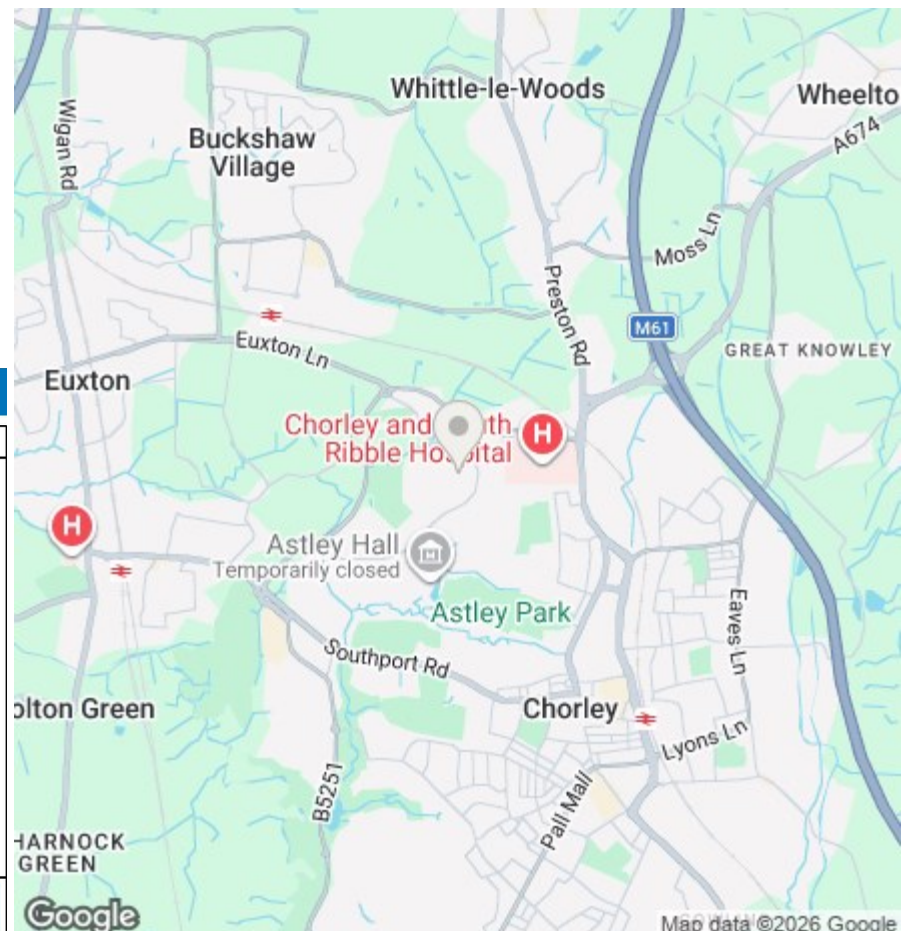 Whittle-le-Woods
Wheelto
A674
Buckshaw
Village
Wigan Rd
Moss Ln
Preston Rd
M61
Euxton Ln
GREAT KNOWLEY
Euxton
Chorley and
uth
H
Ribble Ho
ital
H
Astley Hall
Temporarily closed
Astley Park
Eaves Ln
Southport Rd
olton Green
Chorley
Lyons Ln
B5251
Pall Mall
HARNOCK
GREEN
Google
Map data ©2026 Google